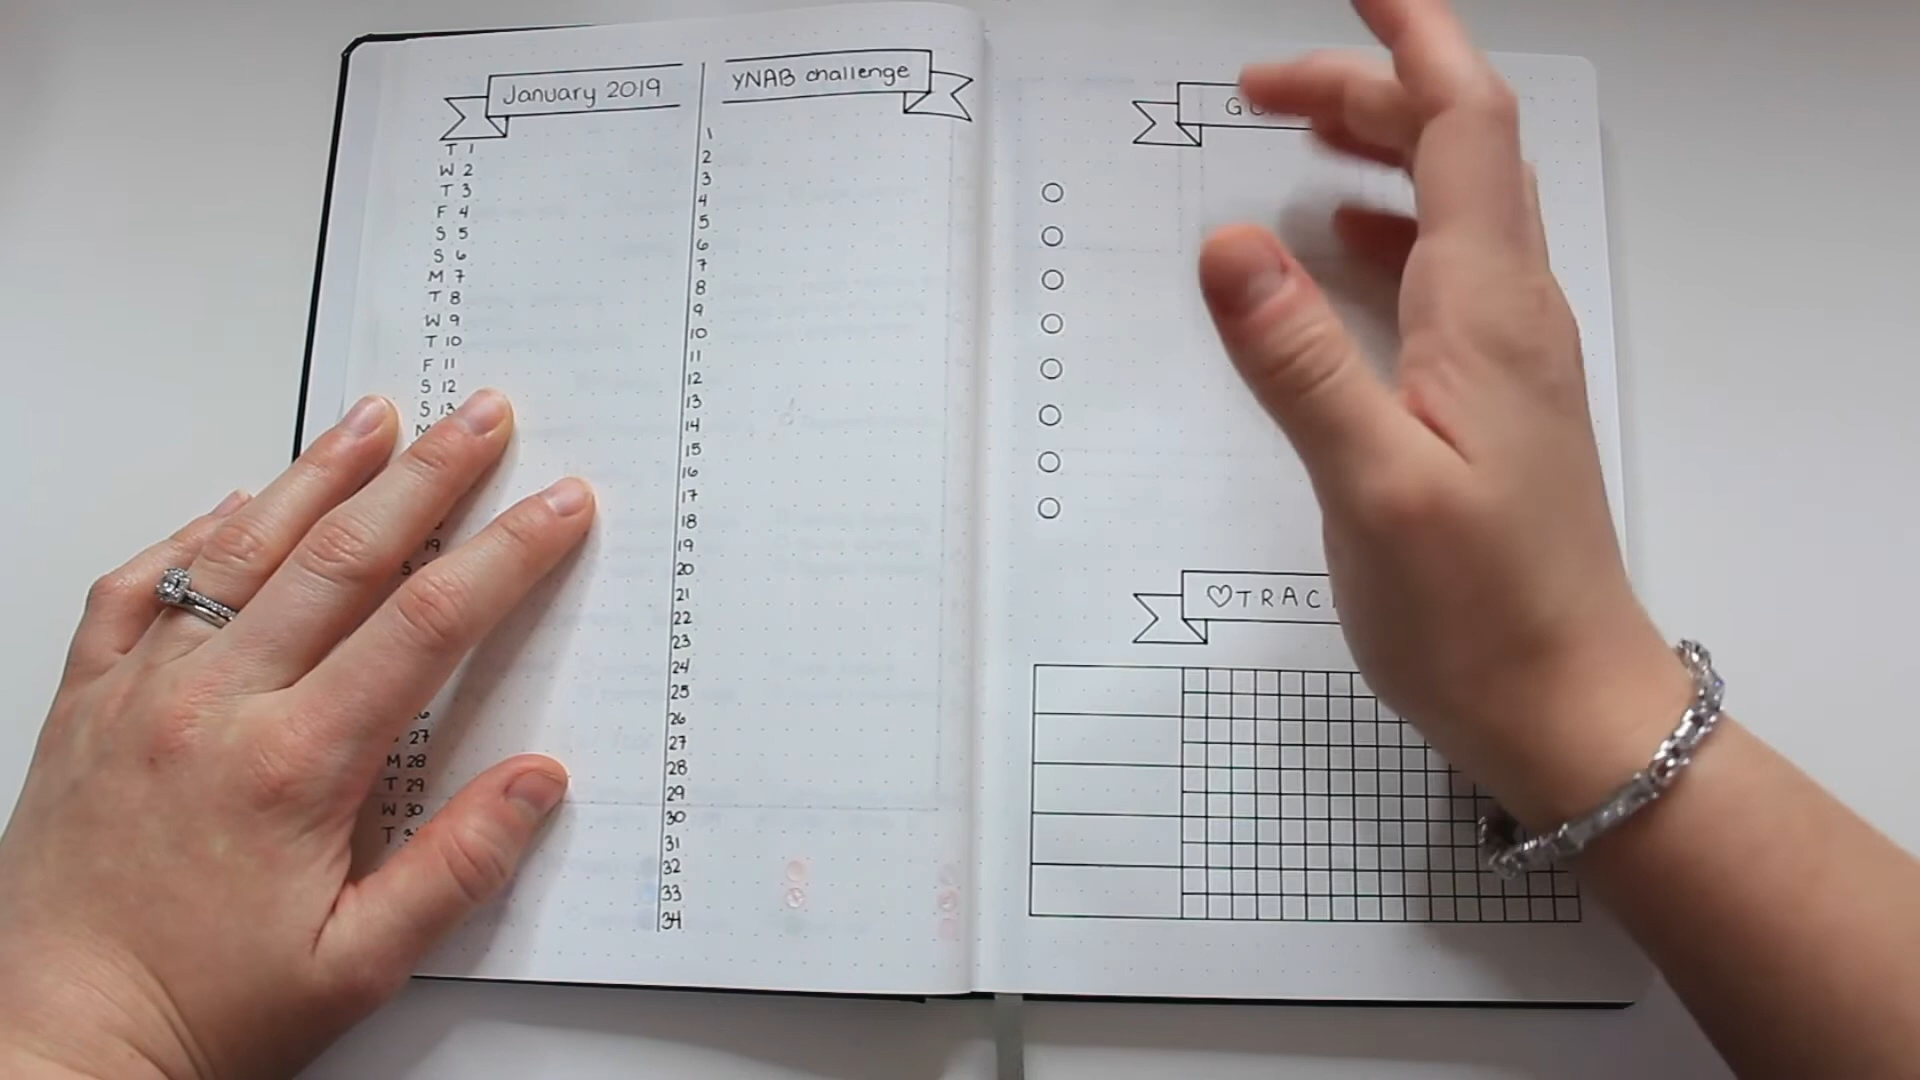 January 2019
T 1
W 2
T 3
F 4
S 5
S 6
M 7
T 8
W 9
T 10
F 11
S 12
S 13
M
19
S
27
M 28
T 29
W 30
T
YNAB challenge
1
2
3
4
5
6
7
8
9
10
11
12
13
14
15
16
17
18
19
20
21
22
23
24
25
26
27
28
29
30
31
32
33
34
G
♡TRAC